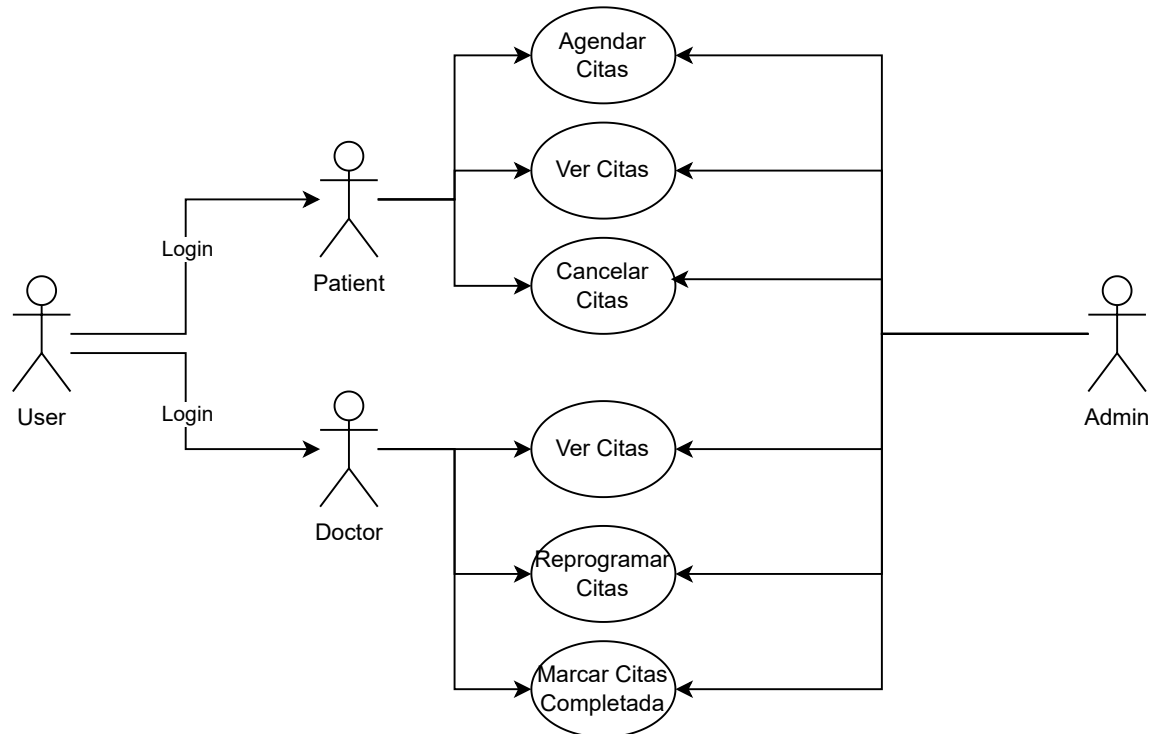 Agendar
Citas
Ver Citas
Login
Patient
Cancelar
Citas
User
Login
Admin
Ver Citas
Doctor
Reprogramar
Citas
Marcar Citas
Completada